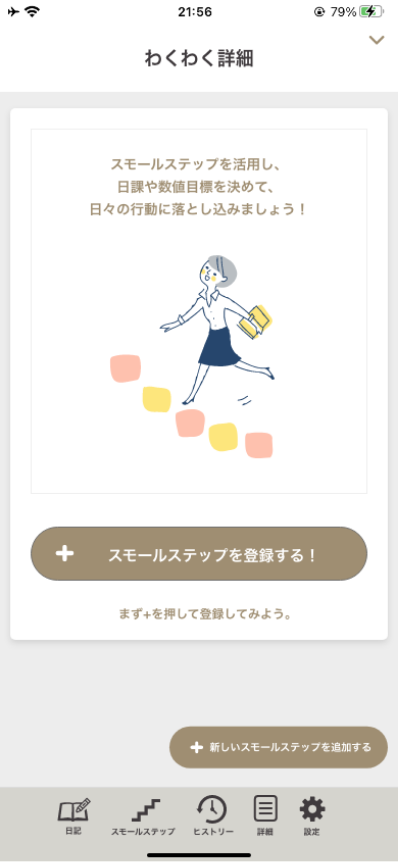 21:56
79%
わくわく詳細
スモールステップを活用し、
日課や数値目標を決めて、
日々の行動に落とし込みましょう！
スモールステップを登録する！
まず+を押して登録してみよう。
新しいスモールステップを追加する
日記
スモールステップ
ヒストリー
詳細
設定